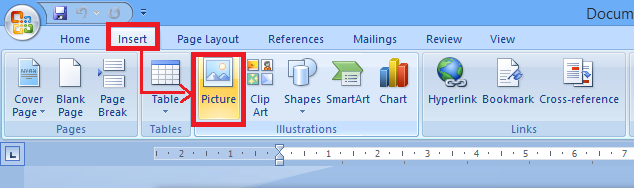 Docum
Home Insert Page Layout References Mailings Review View
Cover Page Blank Page Page Break Table Picture Clip Art Shapes SmartArt Chart Hyperlink Bookmark Cross-reference
Pages Tables Illustrations Links
2 1 1 2 3 4 5 6 7